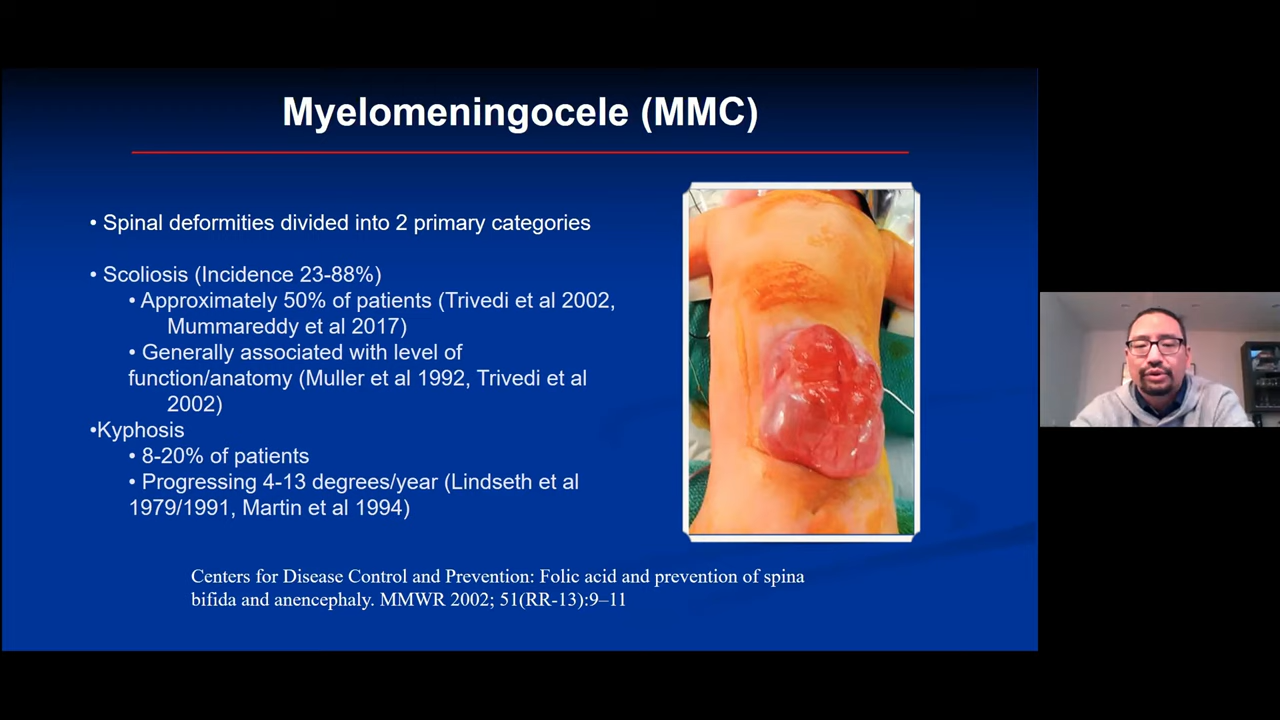 Myelomeningocele (MMC)
• Spinal deformities divided into 2 primary categories
• Scoliosis (Incidence 23-88%)
• Approximately 50% of patients (Trivedi et al 2002,
Mummareddy et al 2017)
• Generally associated with level of
function/anatomy (Muller et al 1992, Trivedi et al
2002)
•Kyphosis
• 8-20% of patients
• Progressing 4-13 degrees/year (Lindseth et al
1979/1991, Martin et al 1994)
Centers for Disease Control and Prevention: Folic acid and prevention of spina
bifida and anencephaly. MMWR 2002; 51(RR-13):9–11